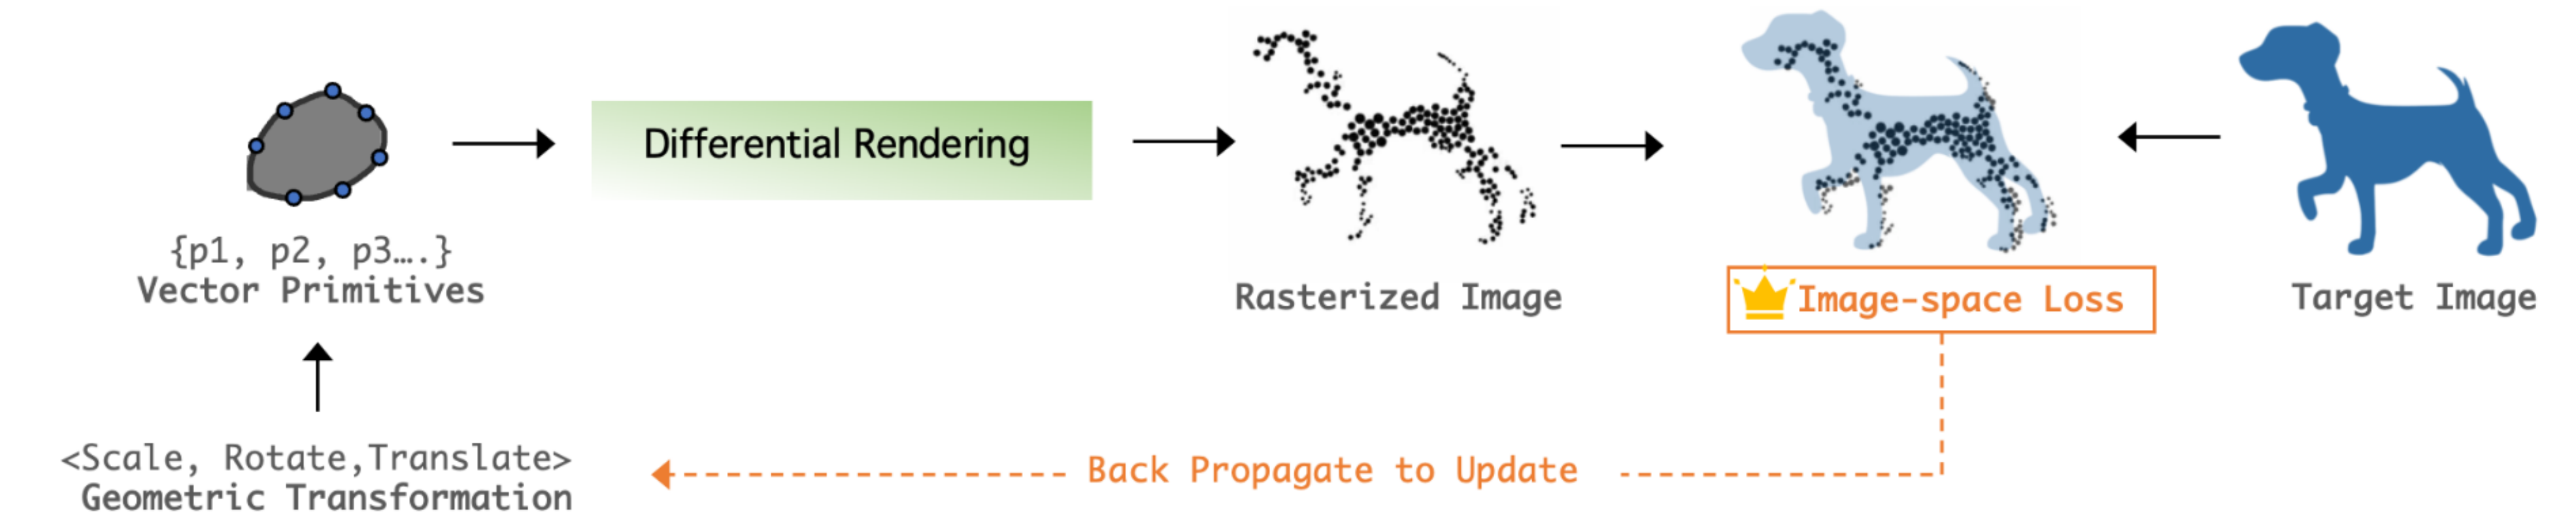 {p1, p2, p3….}
Vector Primitives
<Scale, Rotate,Translate>
Geometric Transformation
Differential Rendering
Rasterized Image
Image-space Loss
Target Image
Back Propagate to Update